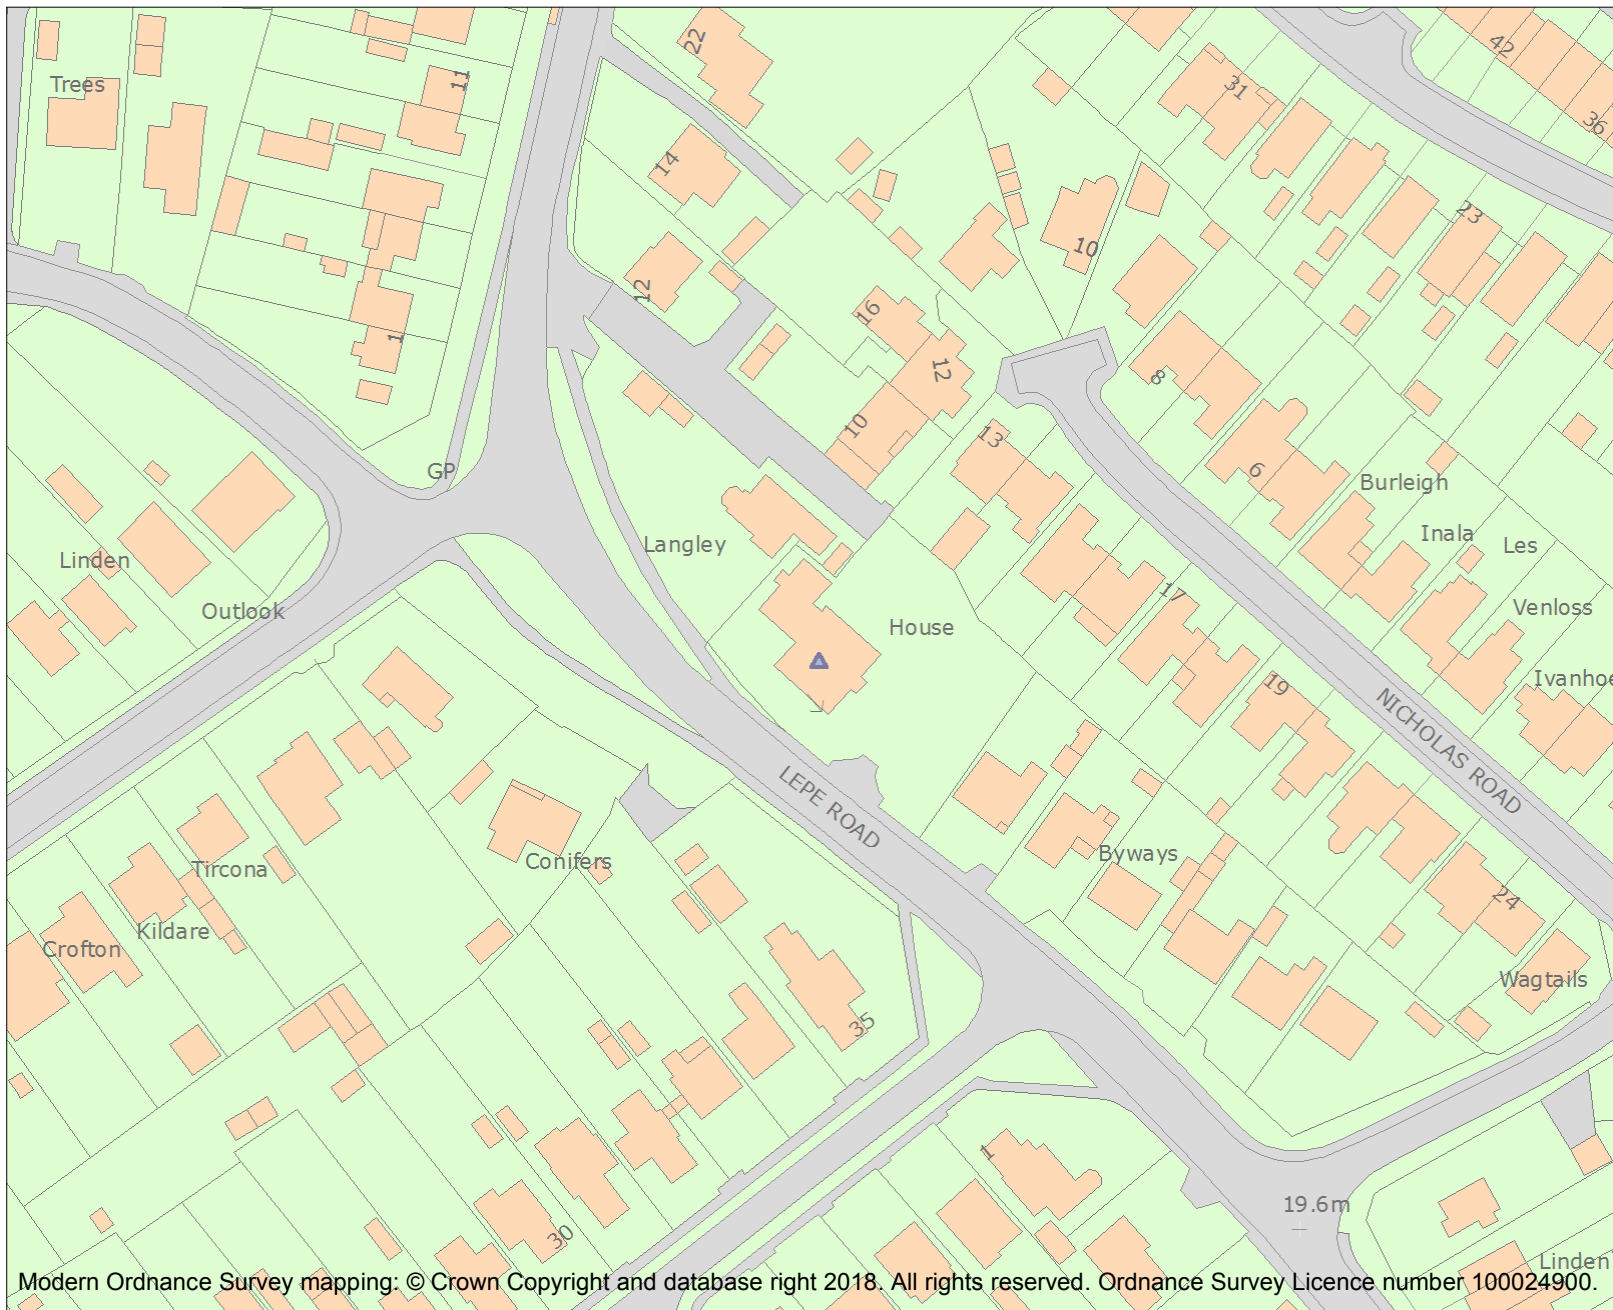 22
42
Trees
11
31
36
14
23
10
12
16
1
12
8
10
13
GP
6
Burleigh
Inala
Les
Langley
Linden
17
Venloss
Outlook
House
Ivanhoe
19
NICHOLAS ROAD
LEPE ROAD
Byways
Conifers
Tircona
24
Kildare
Crofton
Wagtails
35
1
19.6m
30
Linden
Modern Ordnance Survey mapping: © Crown Copyright and database right 2018. All rights reserved. Ordnance Survey Licence number 100024900.